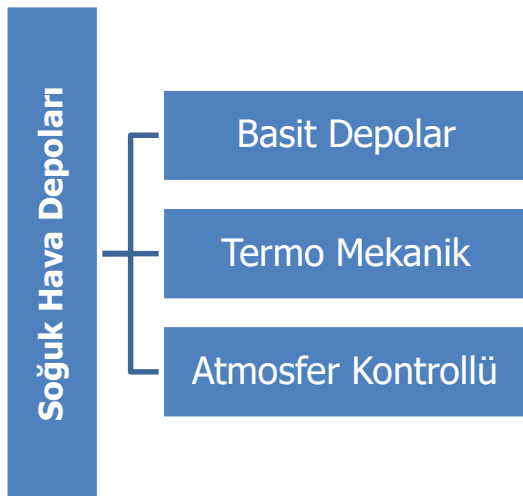 Soğuk Hava Depoları
Basit Depolar
Termo Mekanik
Atmosfer Kontrollü